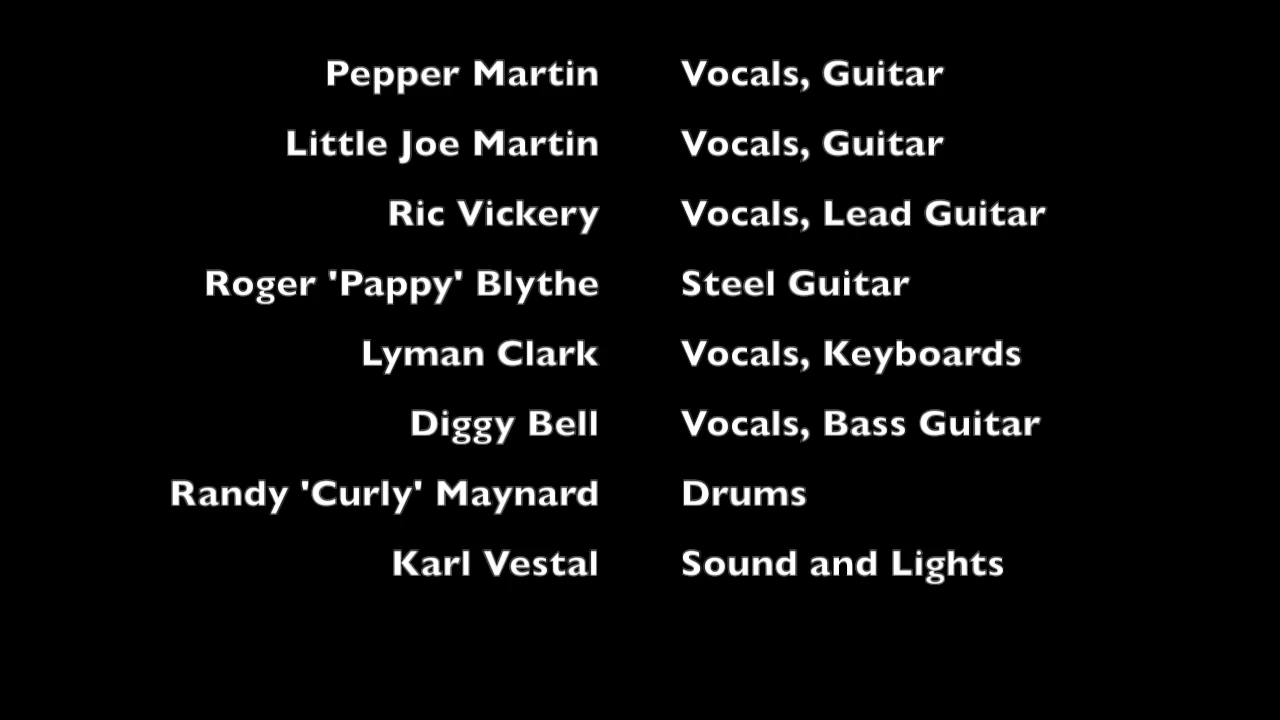 Pepper Martin Vocals, Guitar
Little Joe Martin Vocals, Guitar
Ric Vickery Vocals, Lead Guitar
Roger 'Pappy' Blythe Steel Guitar
Lyman Clark Vocals, Keyboards
Diggy Bell Vocals, Bass Guitar
Randy 'Curly' Maynard Drums
Karl Vestal Sound and Lights